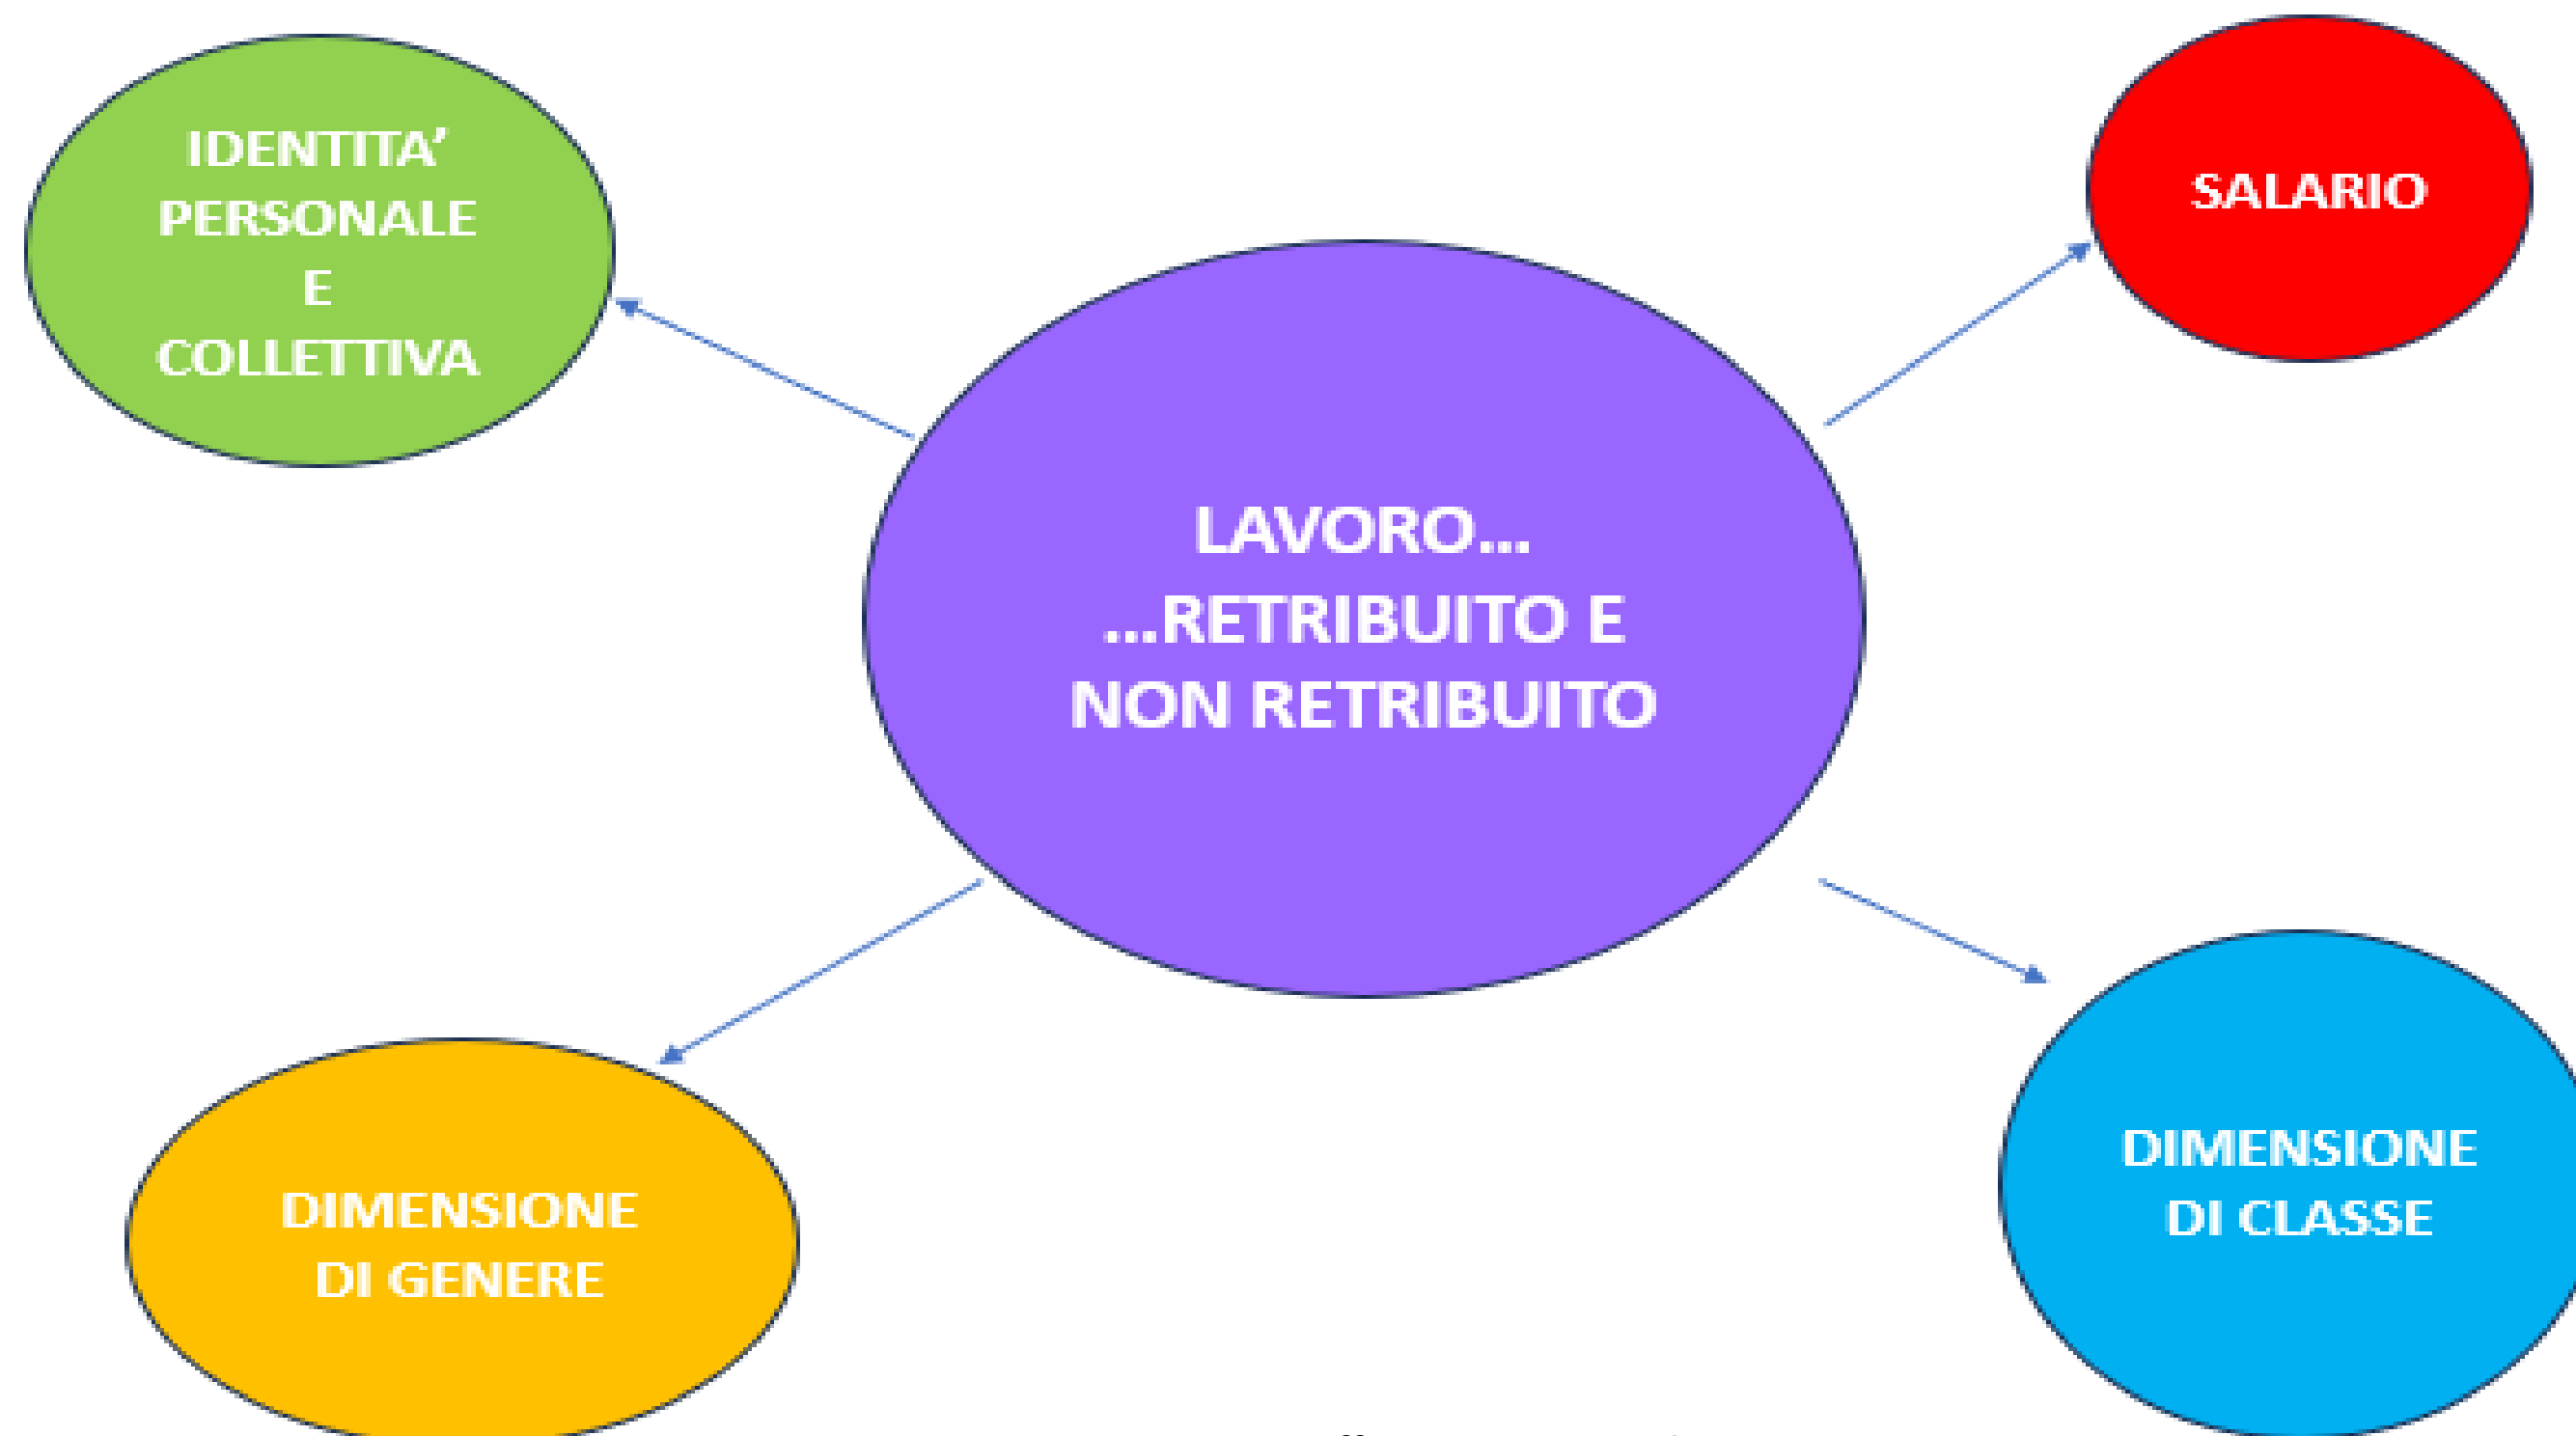 IDENTITA’
PERSONALE
E
COLLETTIVA
SALARIO
LAVORO…
…RETRIBUITO E
NON RETRIBUITO
DIMENSIONE
DI GENERE
DIMENSIONE
DI CLASSE